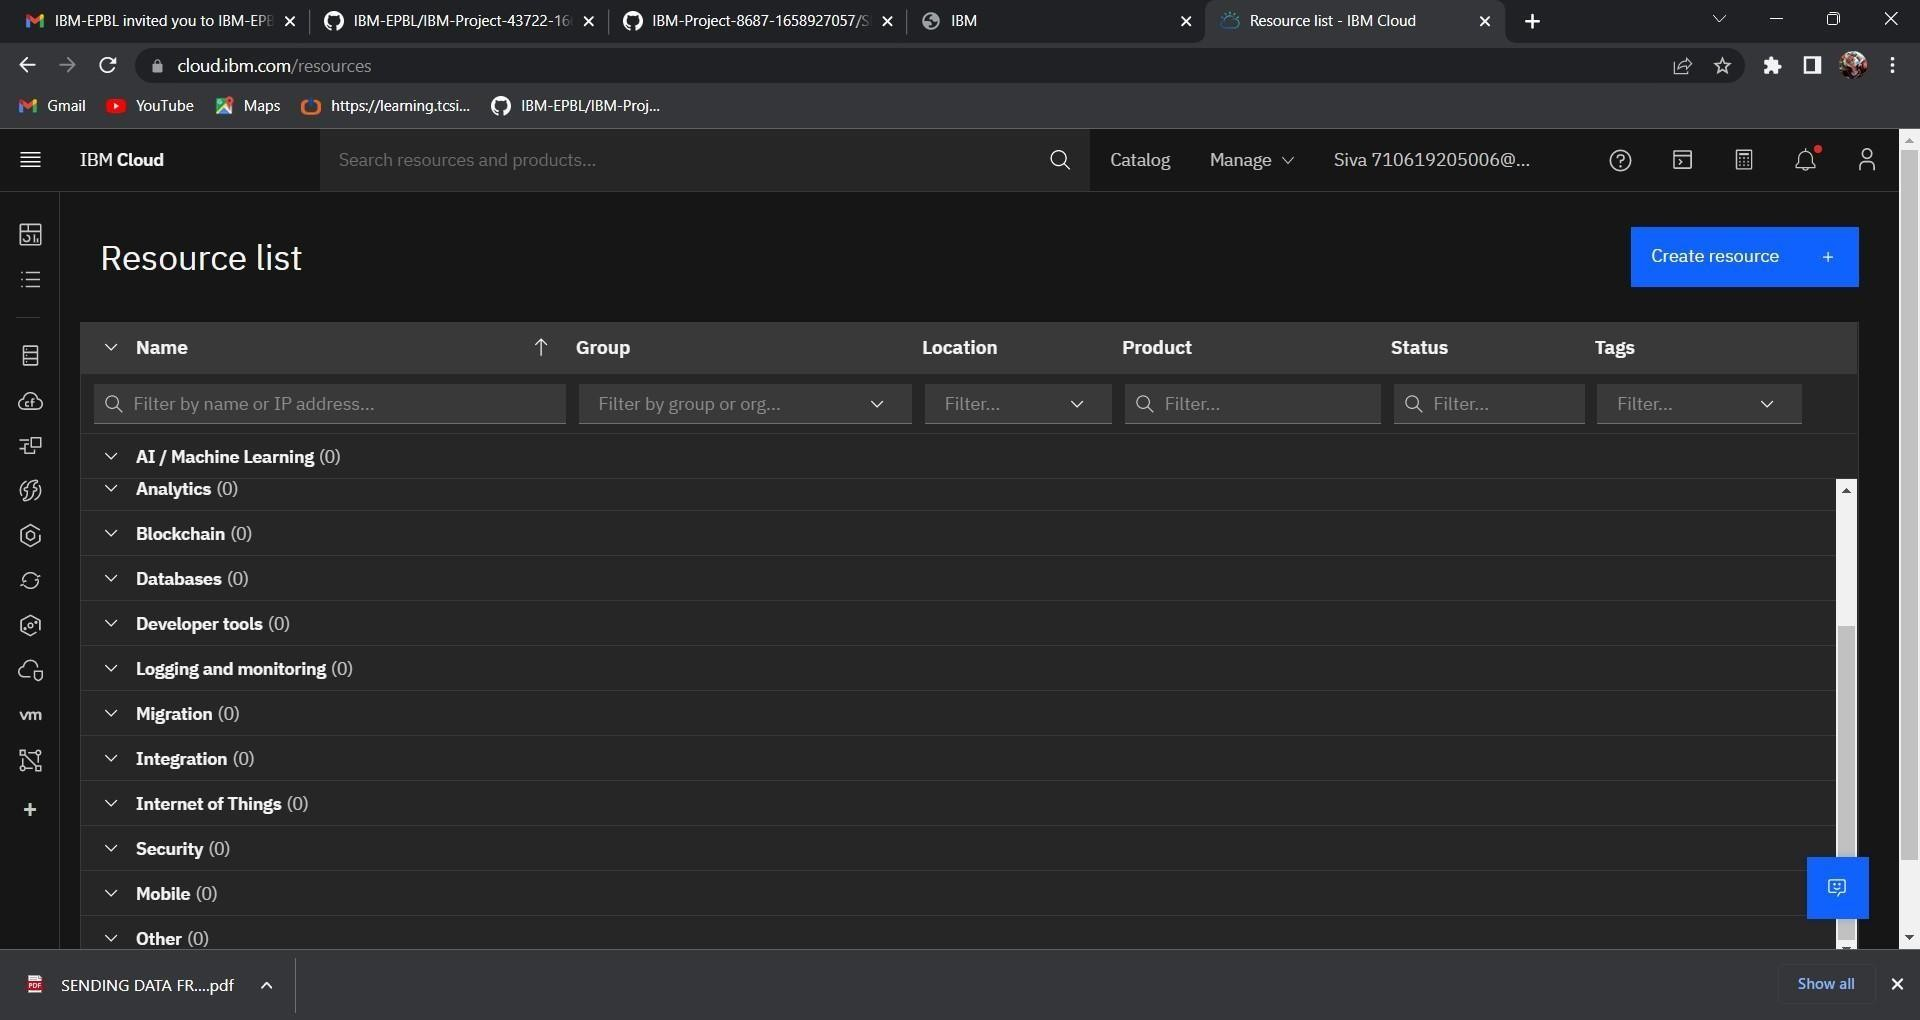 IBM-EPBL invited you to IBM-EPB
IBM-EPBL/IBM-Project-43722-16
IBM-Project-8687-1658927057/S
IBM
Resource list - IBM Cloud
cloud.ibm.com/resources
Gmail
YouTube
Maps
https://learning.tcsi...
IBM-EPBL/IBM-Proj...
IBM Cloud
Search resources and products...
Catalog
Manage
Siva 710619205006@...
Resource list
Create resource +
Name
Group
Location
Product
Status
Tags
Filter by name or IP address...
Filter by group or org...
Filter...
Filter...
Filter...
Filter...
AI / Machine Learning (0)
Analytics (0)
Blockchain (0)
Databases (0)
Developer tools (0)
Logging and monitoring (0)
Migration (0)
Integration (0)
Internet of Things (0)
Security (0)
Mobile (0)
Other (0)
cf
vm
PDF
SENDING DATA FR....pdf
Show all